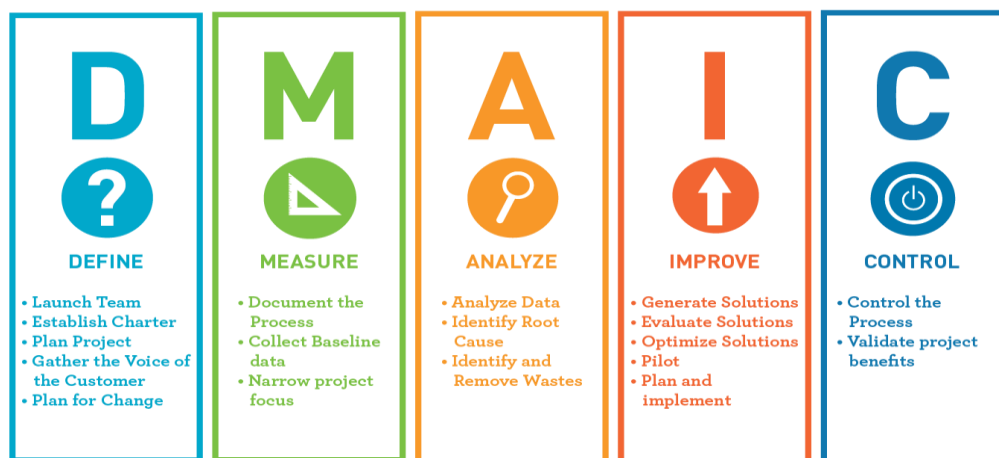 D
?
DEFINE
• Launch Team
• Establish Charter
• Plan Project
• Gather the Voice of
the Customer
• Plan for Change
M
MEASURE
• Document the
Process
• Collect Baseline
data
• Narrow project
focus
A
ANALYZE
• Analyze Data
• Identify Root
Cause
• Identify and
Remove Wastes
I
IMPROVE
• Generate Solutions
• Evaluate Solutions
• Optimize Solutions
• Pilot
• Plan and
implement
C
CONTROL
• Control the
Process
• Validate project
benefits